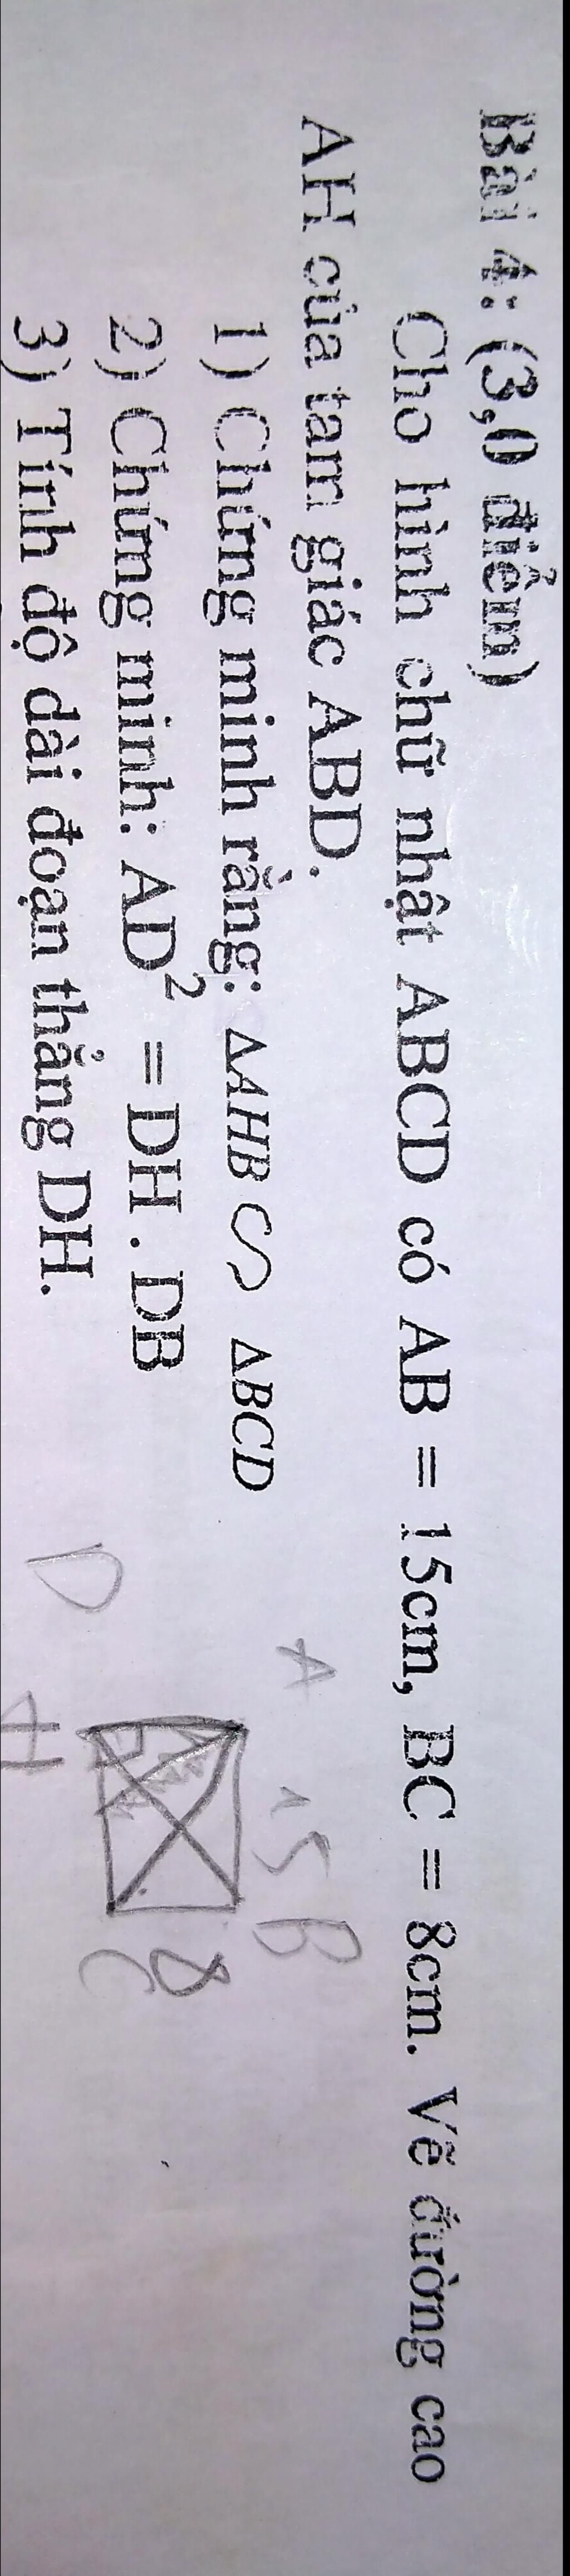 Bài 4: (3,0 điểm)
Cho hình chữ nhật ABCD có AB = 15cm, BC = 8cm. Vẽ đường cao
AH của tam giác ABD.
1) Chứng minh rằng: ΔAHB ∽ ΔBCD
2) Chứng minh: AD² = DH . DB
3) Tính độ dài đoạn thẳng DH.
A 15 B
8
D H C